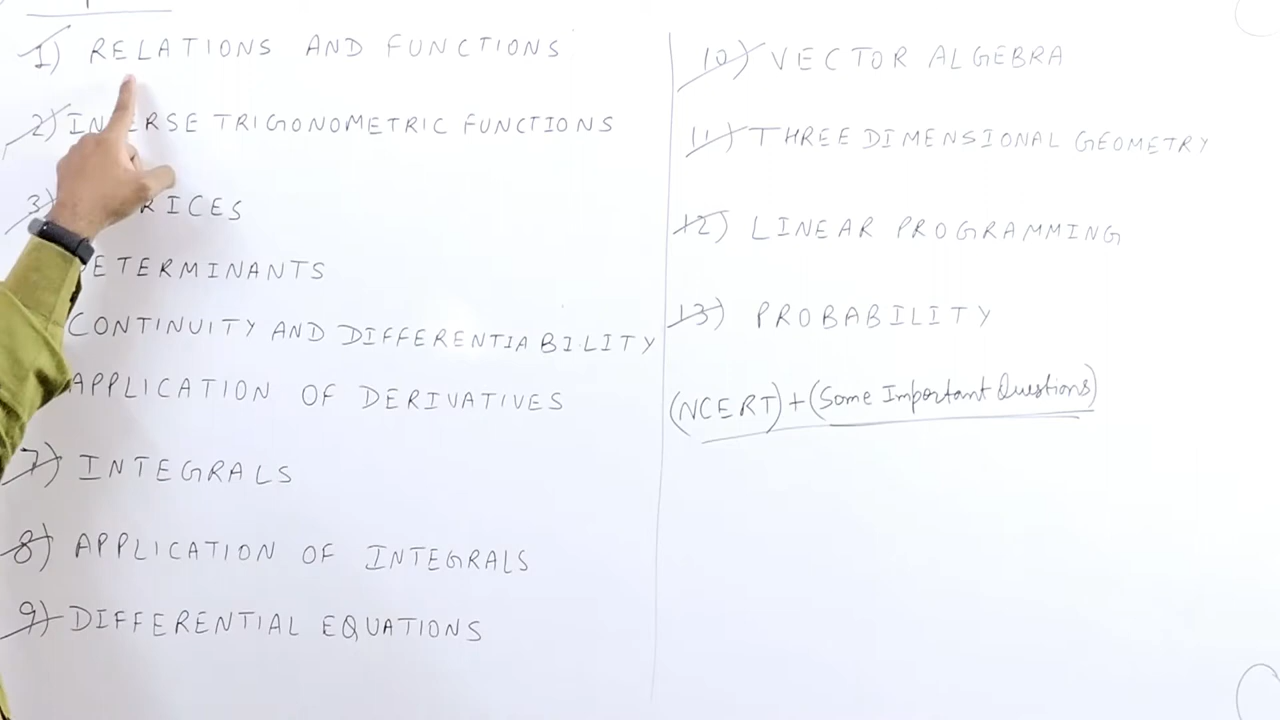 1) RELATIONS AND FUNCTIONS
2) INVERSE TRIGONOMETRIC FUNCTIONS
3) RICES
ETERMINANTS
CONTINUITY AND DIFFERENTIABILITY
APPLICATION OF DERIVATIVES
7) INTEGRALS
8) APPLICATION OF INTEGRALS
9) DIFFERENTIAL EQUATIONS
10) VECTOR ALGEBRA
11) THREE DIMENSIONAL GEOMETRY
12) LINEAR PROGRAMMING
13) PROBABILITY
(NCERT) + (Some Important Questions)